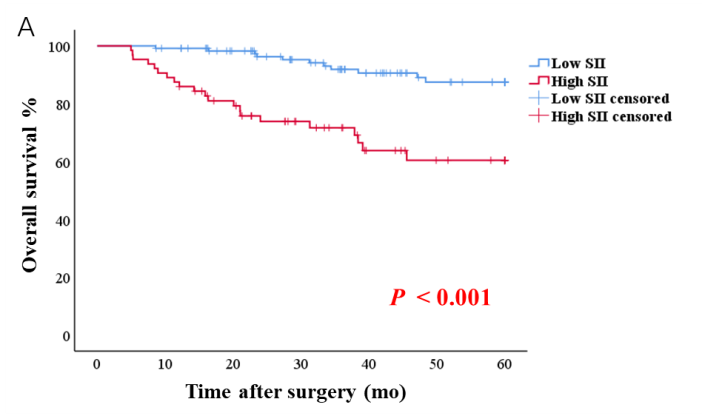 A
Overall survival %
100
80
60
40
20
0
0 10 20 30 40 50 60
Time after surgery (mo)
P < 0.001
Low SII
High SII
Low SII censored
High SII censored